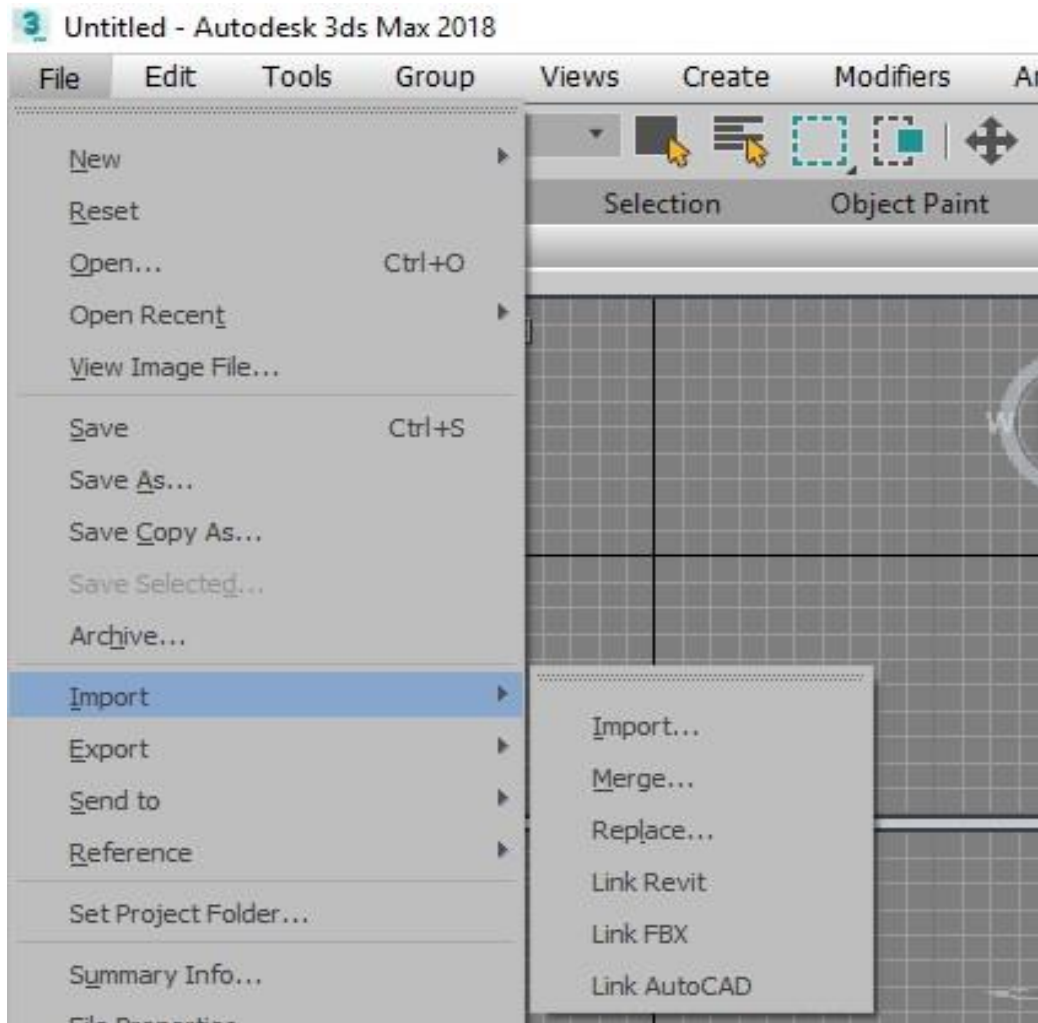 Untitled - Autodesk 3ds Max 2018
File Edit Tools Group Views Create Modifiers
Selection Object Paint
New
Reset
Open... Ctrl+O
Open Recent
View Image File...
Save Ctrl+S
Save As...
Save Copy As...
Save Selected...
Archive...
Import
Export
Send to
Reference
Set Project Folder...
Summary Info...
Import...
Merge...
Replace...
Link Revit
Link FBX
Link AutoCAD
W